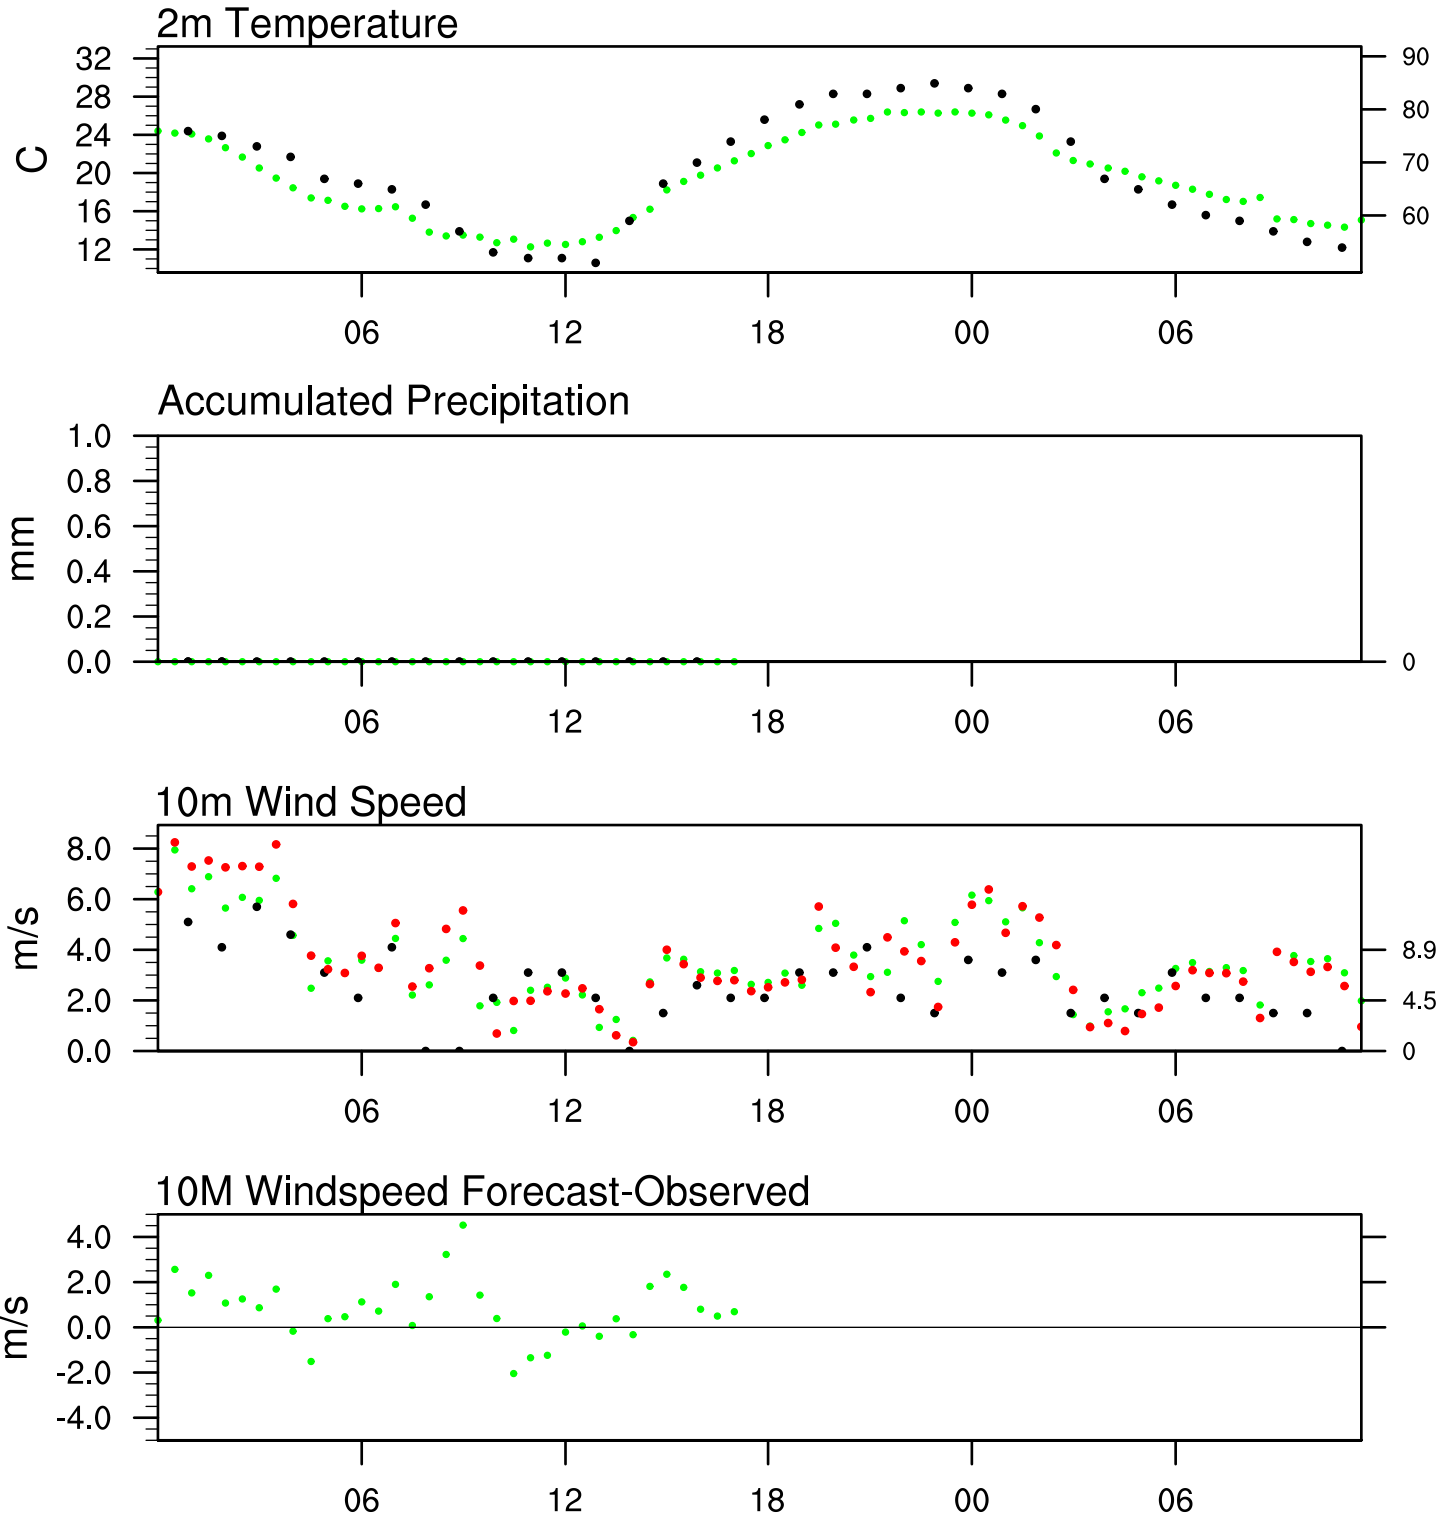 2m Temperature
32
28
24
20
16
12
C
90
80
70
60
06 12 18 00 06
Accumulated Precipitation
1.0
0.8
0.6
0.4
0.2
0.0
mm
0
06 12 18 00 06
10m Wind Speed
8.0
6.0
4.0
2.0
0.0
m/s
8.9
4.5
0
06 12 18 00 06
10M Windspeed Forecast-Observed
4.0
2.0
0.0
-2.0
-4.0
m/s
06 12 18 00 06